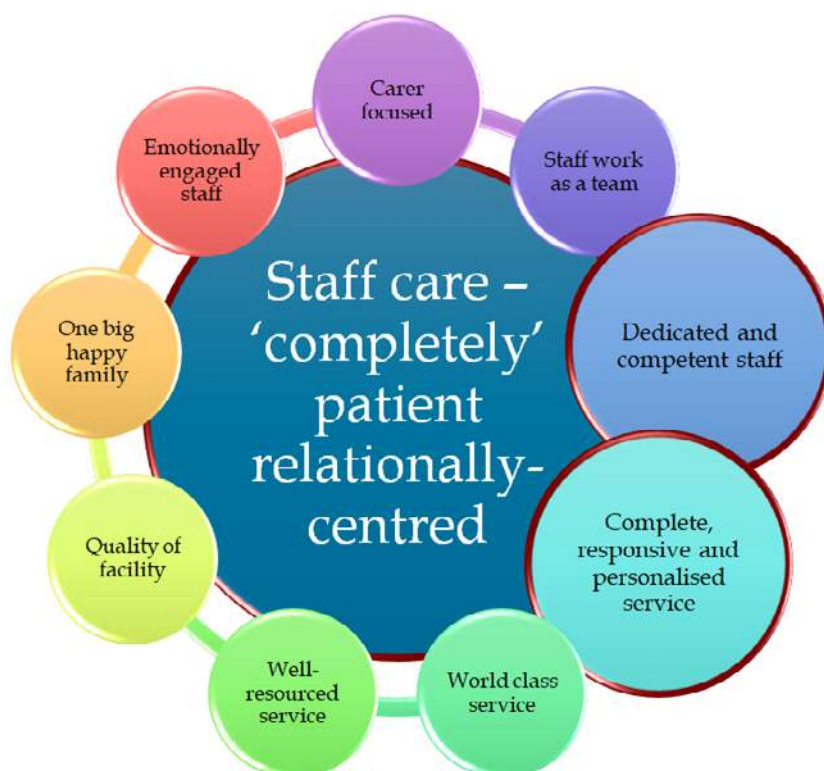 Carer
focused
Staff work
as a team
Dedicated and
competent staff
Complete,
responsive and
personalised
service
World class
service
Well-
resourced
service
Quality of
facility
One big
happy
family
Emotionally
engaged
staff
Staff care –
‘completely’
patient
relationally-
centred